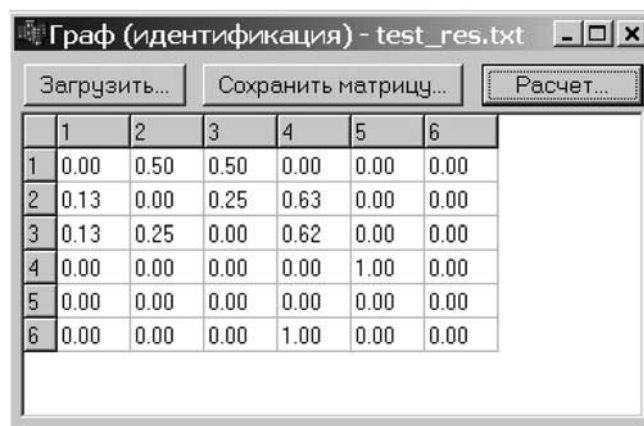 Граф (идентификация) - test_res.txt
Загрузить... Сохранить матрицу... Расчет...
1 2 3 4 5 6
1 0.00 0.50 0.50 0.00 0.00 0.00
2 0.13 0.00 0.25 0.63 0.00 0.00
3 0.13 0.25 0.00 0.62 0.00 0.00
4 0.00 0.00 0.00 0.00 1.00 0.00
5 0.00 0.00 0.00 0.00 0.00 0.00
6 0.00 0.00 0.00 1.00 0.00 0.00